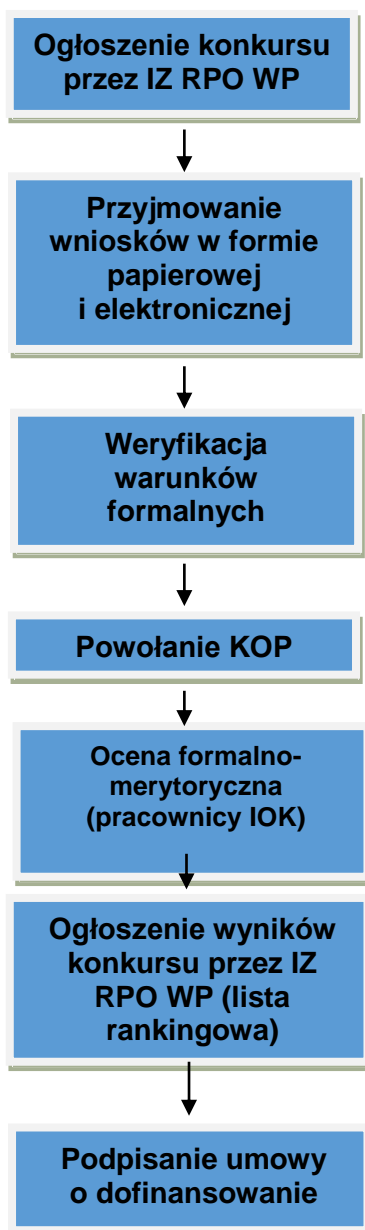 Ogłoszenie konkursu
przez IZ RPO WP
Przyjmowanie
wniosków w formie
papierowej
i elektronicznej
Weryfikacja
warunków
formalnych
Powołanie KOP
Ocena formalno-
merytoryczna
(pracownicy IOK)
Ogłoszenie wyników
konkursu przez IZ
RPO WP (lista
rankingowa)
Podpisanie umowy
o dofinansowanie